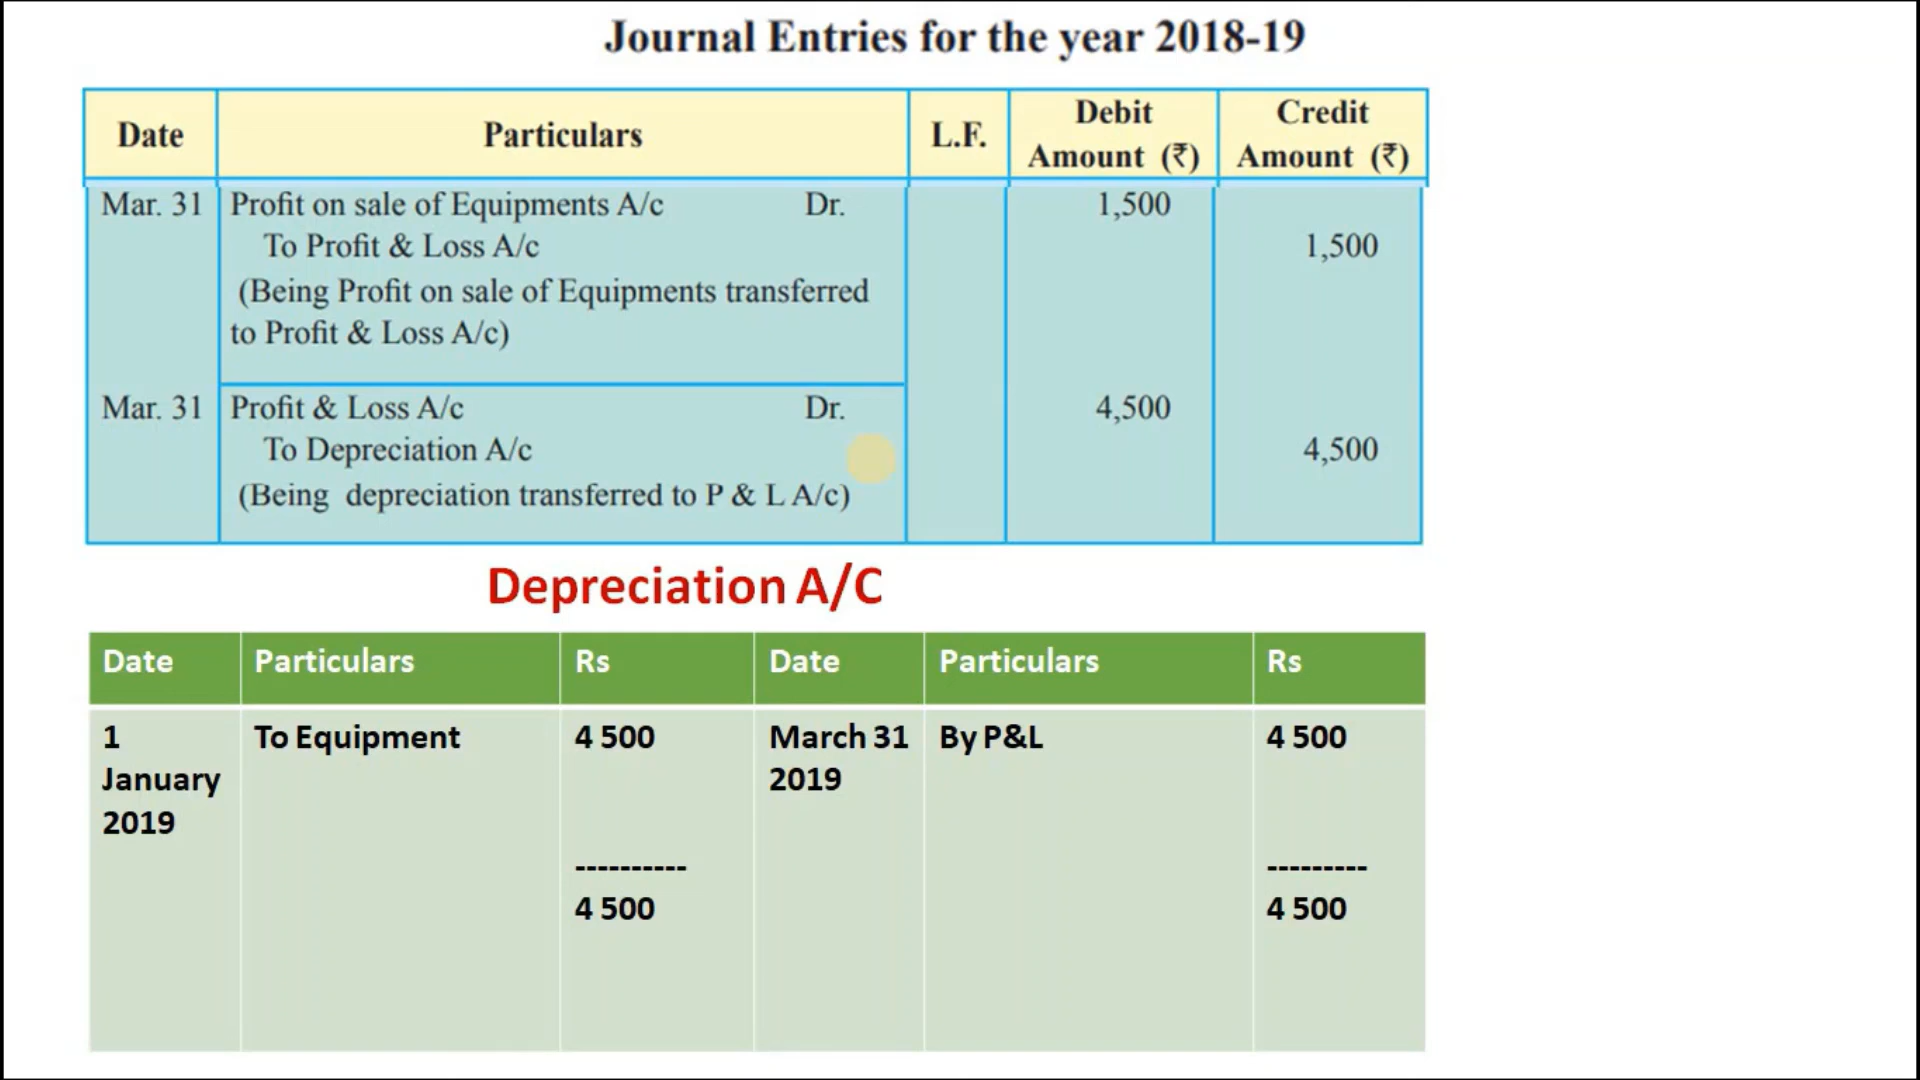 Journal Entries for the year 2018-19
Date Particulars L.F. Debit Amount (₹) Credit Amount (₹)
Mar. 31 Profit on sale of Equipments A/c Dr. 1,500
To Profit & Loss A/c 1,500
(Being Profit on sale of Equipments transferred
to Profit & Loss A/c)
Mar. 31 Profit & Loss A/c Dr. 4,500
To Depreciation A/c 4,500
(Being depreciation transferred to P & L A/c)
Depreciation A/C
Date Particulars Rs Date Particulars Rs
1 To Equipment 4 500 March 31 By P&L 4 500
January 2019
2019
---------- ---------
4 500 4 500